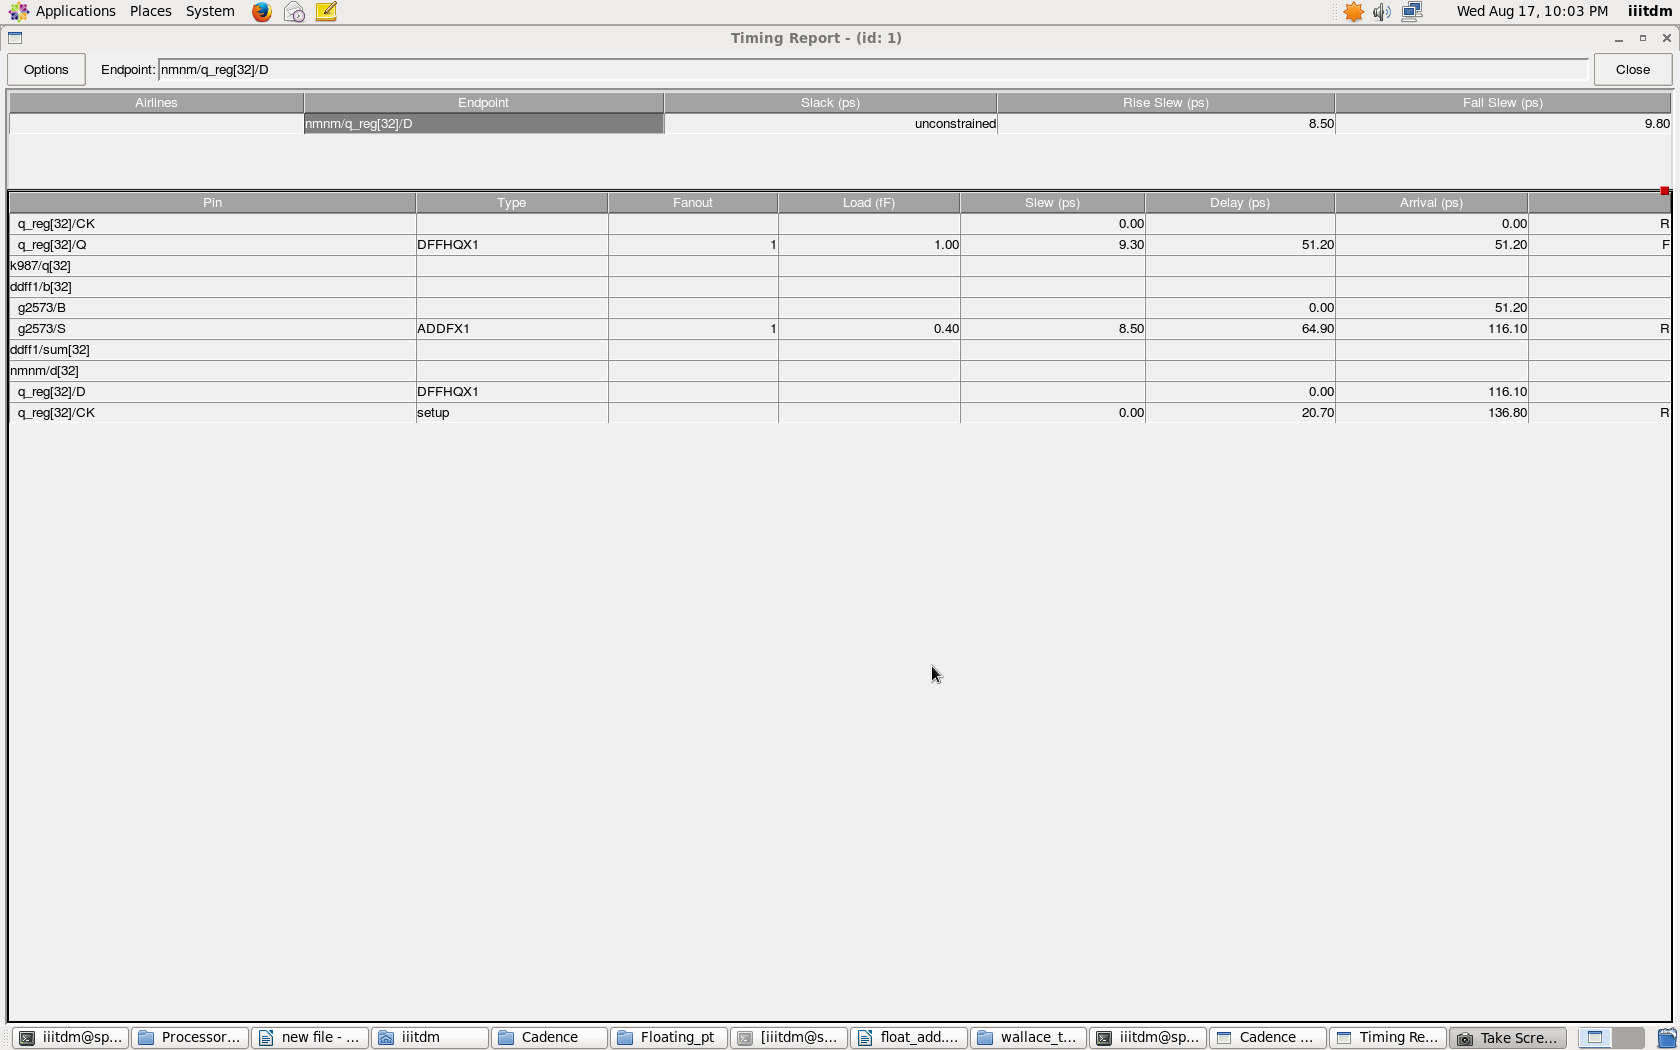 Applications Places System Wed Aug 17, 10:03 PM iiitdm
Timing Report - (id: 1)
Options Endpoint: nmnm/q_reg[32]/D Close
Airlines Endpoint Slack (ps) Rise Slew (ps) Fall Slew (ps)
nmnm/q_reg[32]/D unconstrained 8.50 9.80
Pin Type Fanout Load (fF) Slew (ps) Delay (ps) Arrival (ps)
q_reg[32]/CK 0.00 0.00 R
q_reg[32]/Q DFFHQX1 1 1.00 9.30 51.20 51.20 F
k987/q[32]
ddff1/b[32]
g2573/B 0.00 51.20
g2573/S ADDFX1 1 0.40 8.50 64.90 116.10 R
ddff1/sum[32]
nmnm/d[32]
q_reg[32]/D DFFHQX1 0.00 116.10
q_reg[32]/CK setup 0.00 20.70 136.80 R
iiitdm@sp... Processor... new file - ... iiitdm Cadence Floating_pt [iiitdm@s... float_add.... wallace_t... iiitdm@sp... Cadence ... Timing Re... Take Scre...